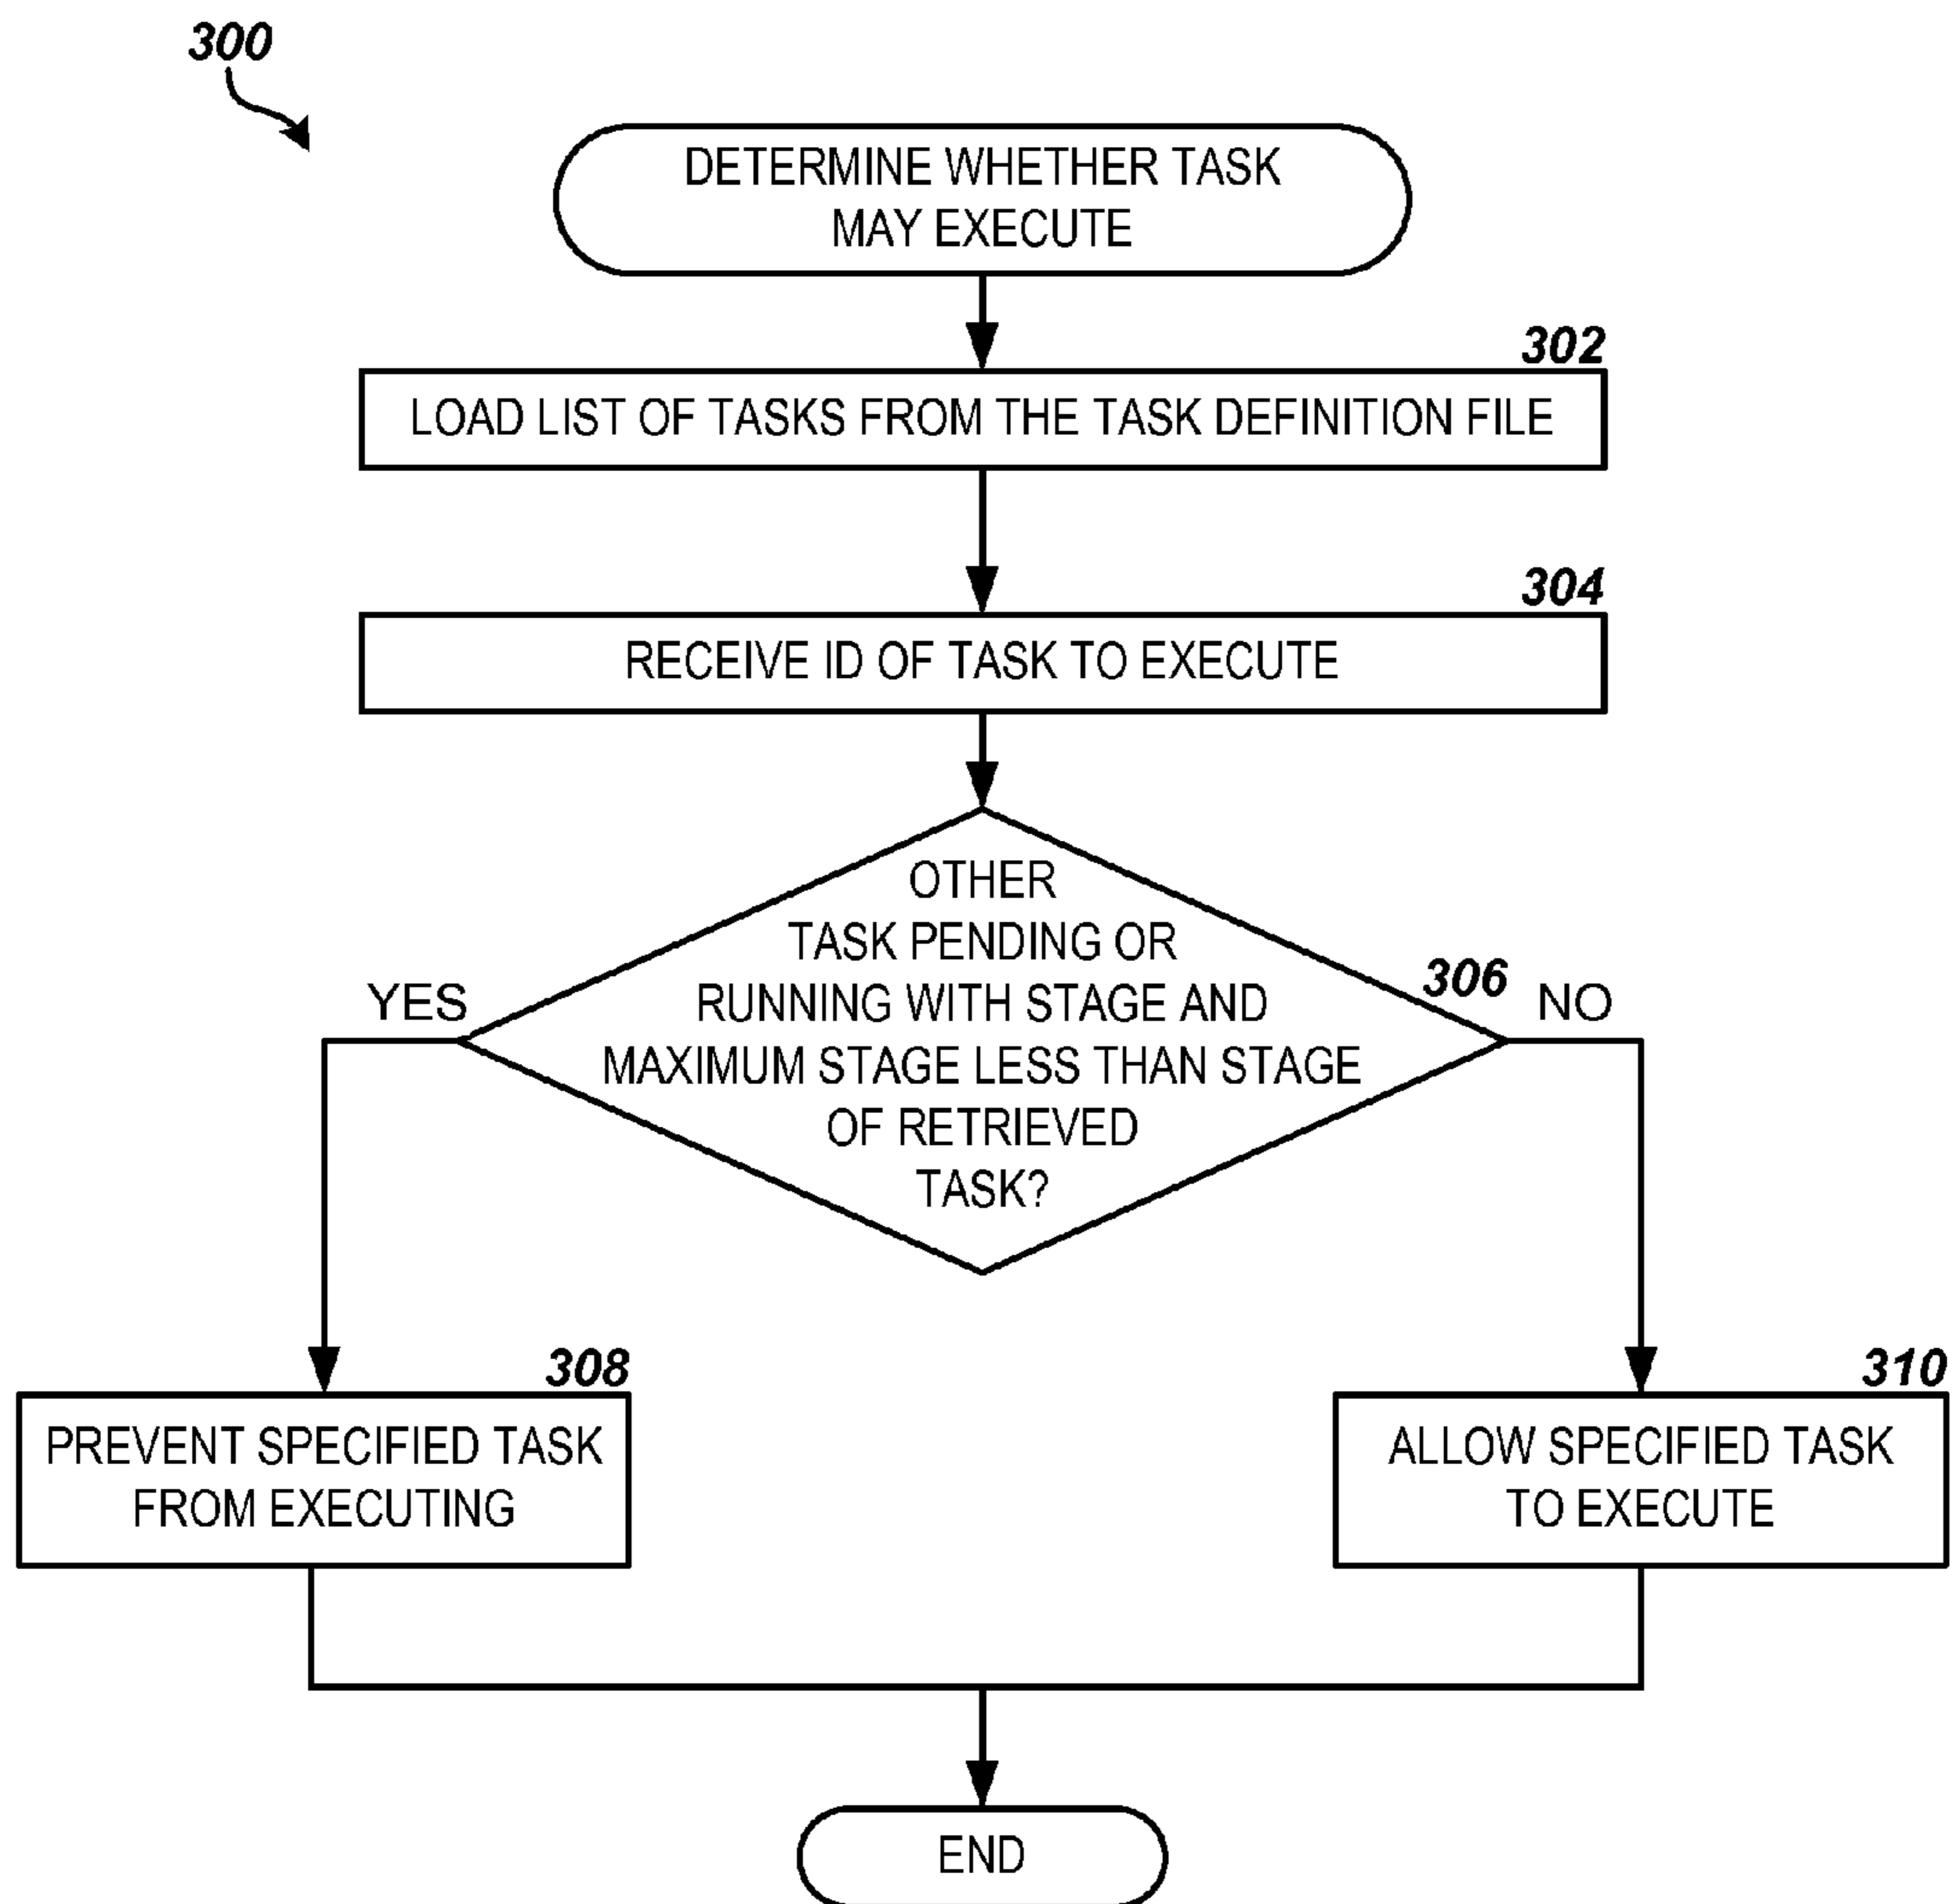 300
DETERMINE WHETHER TASK
MAY EXECUTE
302
LOAD LIST OF TASKS FROM THE TASK DEFINITION FILE
304
RECEIVE ID OF TASK TO EXECUTE
OTHER
TASK PENDING OR
RUNNING WITH STAGE AND
MAXIMUM STAGE LESS THAN STAGE
OF RETRIEVED
TASK?
306
YES
NO
308
PREVENT SPECIFIED TASK
FROM EXECUTING
310
ALLOW SPECIFIED TASK
TO EXECUTE
END